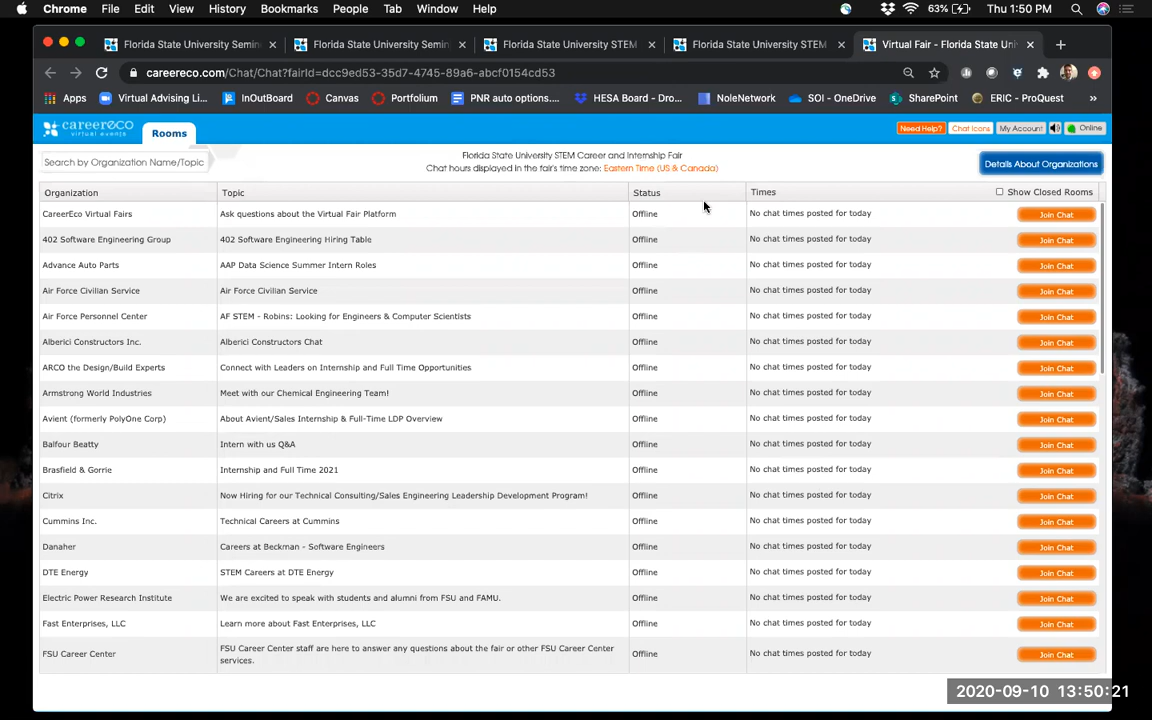 Chrome File Edit View History Bookmarks People Tab Window Help 63% Thu 1:50 PM
Florida State University Semin Florida State University Semin Florida State University STEM Florida State University STEM Virtual Fair - Florida State Uni
careereco.com/Chat/Chat?fairId=dcc9ed53-35d7-4745-89a6-abcf0154cd53
Apps Virtual Advising Li... InOutBoard Canvas Portfolium PNR auto options.... HESA Board - Dro... NoleNetwork SOI - OneDrive SharePoint ERIC - ProQuest »
careerēco virtual events Rooms Need Help? Chat Icons My Account Online
Search by Organization Name/Topic
Florida State University STEM Career and Internship Fair
Chat hours displayed in the fair's time zone: Eastern Time (US & Canada)
Details About Organizations
Organization Topic Status Times Show Closed Rooms
CareerEco Virtual Fairs Ask questions about the Virtual Fair Platform Offline No chat times posted for today Join Chat
402 Software Engineering Group 402 Software Engineering Hiring Table Offline No chat times posted for today Join Chat
Advance Auto Parts AAP Data Science Summer Intern Roles Offline No chat times posted for today Join Chat
Air Force Civilian Service Air Force Civilian Service Offline No chat times posted for today Join Chat
Air Force Personnel Center AF STEM - Robins: Looking for Engineers & Computer Scientists Offline No chat times posted for today Join Chat
Alberici Constructors Inc. Alberici Constructors Chat Offline No chat times posted for today Join Chat
ARCO the Design/Build Experts Connect with Leaders on Internship and Full Time Opportunities Offline No chat times posted for today Join Chat
Armstrong World Industries Meet with our Chemical Engineering Team! Offline No chat times posted for today Join Chat
Avient (formerly PolyOne Corp) About Avient/Sales Internship & Full-Time LDP Overview Offline No chat times posted for today Join Chat
Balfour Beatty Intern with us Q&A Offline No chat times posted for today Join Chat
Brasfield & Gorrie Internship and Full Time 2021 Offline No chat times posted for today Join Chat
Citrix Now Hiring for our Technical Consulting/Sales Engineering Leadership Development Program! Offline No chat times posted for today Join Chat
Cummins Inc. Technical Careers at Cummins Offline No chat times posted for today Join Chat
Danaher Careers at Beckman - Software Engineers Offline No chat times posted for today Join Chat
DTE Energy STEM Careers at DTE Energy Offline No chat times posted for today Join Chat
Electric Power Research Institute We are excited to speak with students and alumni from FSU and FAMU. Offline No chat times posted for today Join Chat
Fast Enterprises, LLC Learn more about Fast Enterprises, LLC Offline No chat times posted for today Join Chat
FSU Career Center FSU Career Center staff are here to answer any questions about the fair or other FSU Career Center services. Offline No chat times posted for today Join Chat
2020-09-10 13:50:21